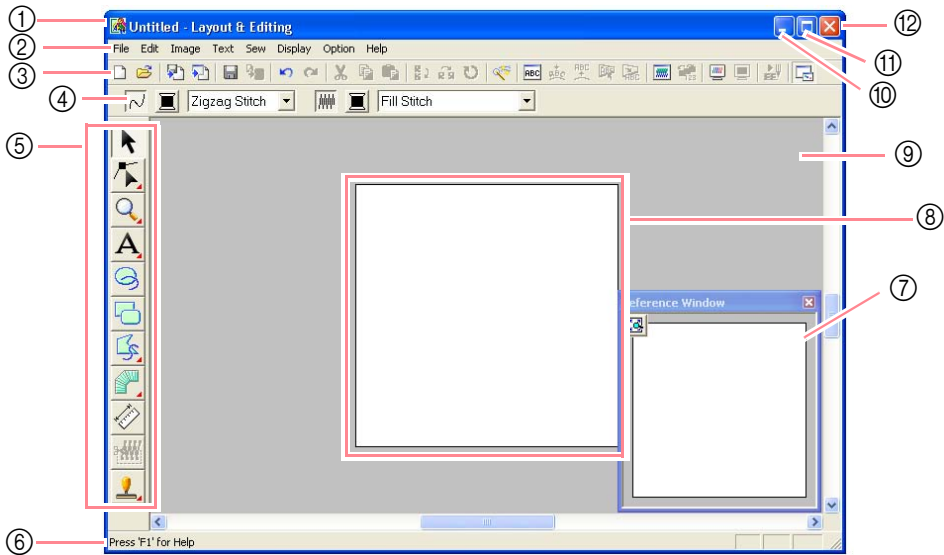 ① Untitled - Layout & Editing ⑫
② File Edit Image Text Sew Display Option Help
⑪
③ ABC
⑩
④ Zigzag Stitch Fill Stitch
⑤
⑨
A
⑧
⑦
eference Window
⑥ Press 'F1' for Help